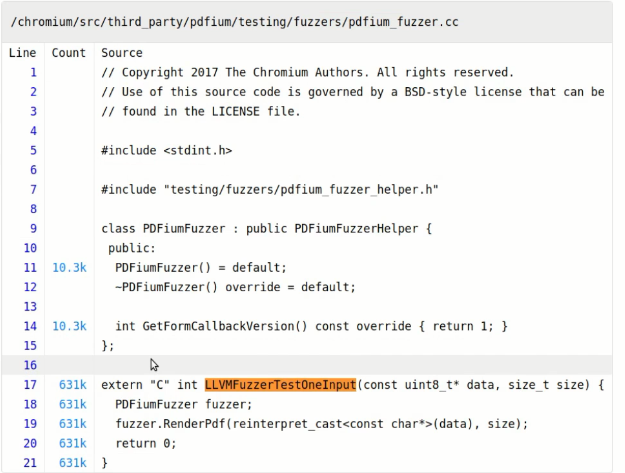 /chromium/src/third_party/pdfium/testing/fuzzers/pdfium_fuzzer.cc
Line Count Source
1 // Copyright 2017 The Chromium Authors. All rights reserved.
2 // Use of this source code is governed by a BSD-style license that can be
3 // found in the LICENSE file.
4
5 #include <stdint.h>
6
7 #include "testing/fuzzers/pdfium_fuzzer_helper.h"
8
9 class PDFiumFuzzer : public PDFiumFuzzerHelper {
10 public:
11 10.3k PDFiumFuzzer() = default;
12 ~PDFiumFuzzer() override = default;
13
14 10.3k int GetFormCallbackVersion() const override { return 1; }
15 };
16
17 631k extern "C" int LLVMFuzzerTestOneInput(const uint8_t* data, size_t size) {
18 631k PDFiumFuzzer fuzzer;
19 631k fuzzer.RenderPdf(reinterpret_cast<const char*>(data), size);
20 631k return 0;
21 631k }